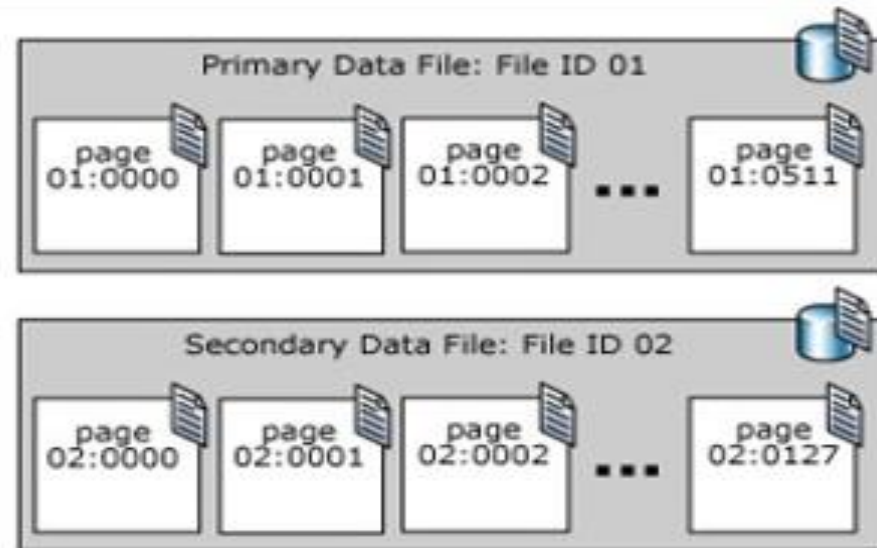 Primary Data File: File ID 01
page
01:0000
page
01:0001
page
01:0002
...
page
01:0511
Secondary Data File: File ID 02
page
02:0000
page
02:0001
page
02:0002
...
page
02:0127